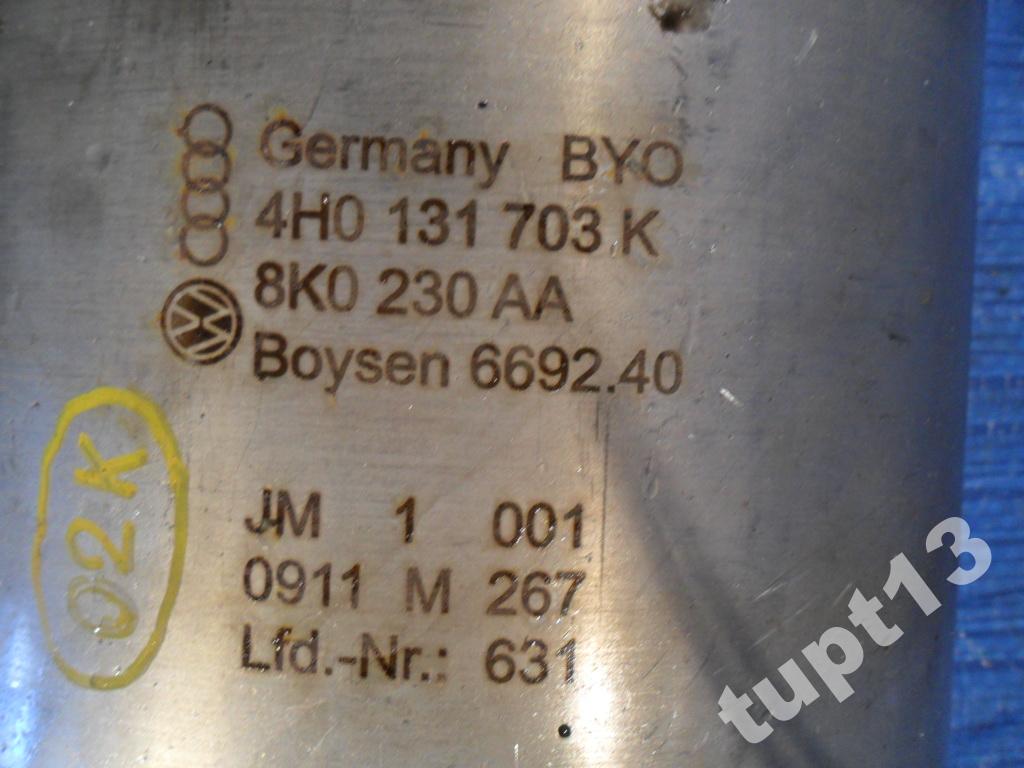 Germany BYO
4H0 131 703 K
8K0 230 AA
Boysen 6692.40
02K
JM 1 001
0911 M 267
Lfd.-Nr.: 631
tupt13